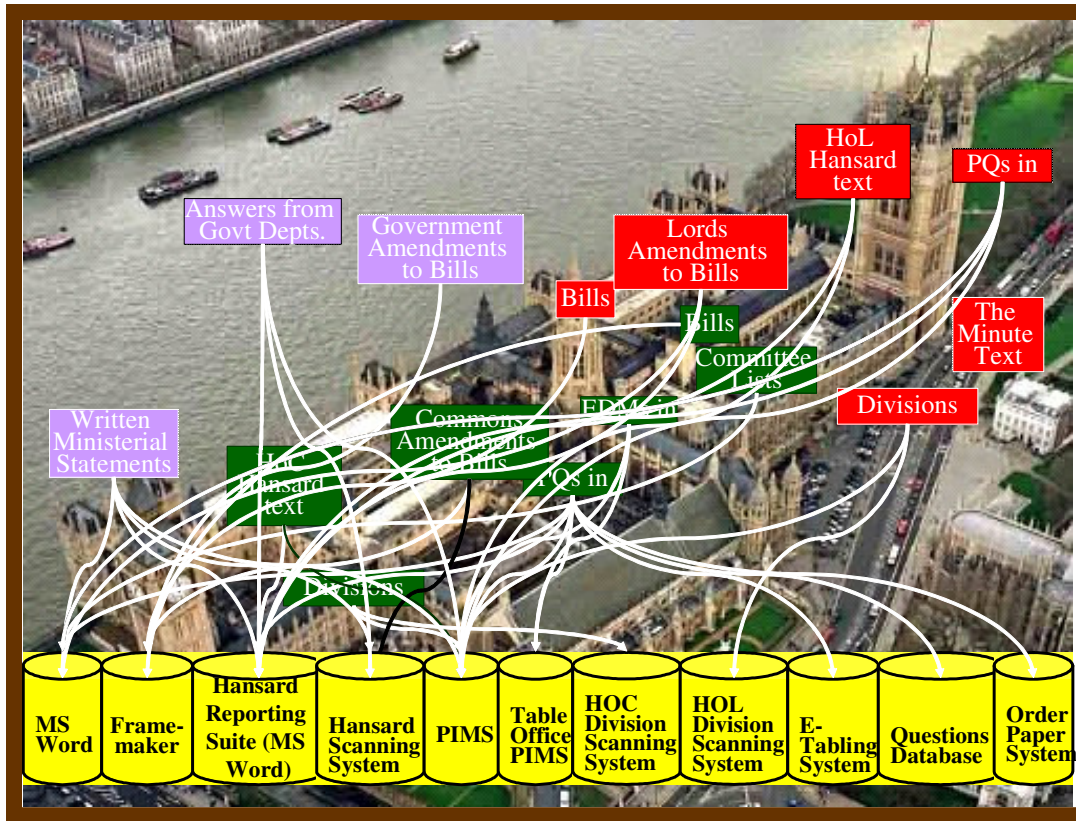 HoL
Hansard
text
PQs in
Answers from
Govt Depts.
Government
Amendments
to Bills
Lords
Amendments
to Bills
Bills
Bills
The
Minute
Text
Committee
Lists
Divisions
Written
Ministerial
Statements
Commons
Amendments
to Bills
EDMs in
HoC
Hansard
text
PQs in
Divisions
MS
Word
Frame-
maker
Hansard
Reporting
Suite (MS
Word)
Hansard
Scanning
System
PIMS
Table
Office
PIMS
HOC
Division
Scanning
System
HOL
Division
Scanning
System
E-
Tabling
System
Questions
Database
Order
Paper
System